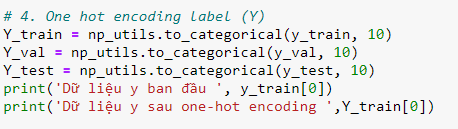 # 4. One hot encoding label (Y)
Y_train = np_utils.to_categorical(y_train, 10)
Y_val = np_utils.to_categorical(y_val, 10)
Y_test = np_utils.to_categorical(y_test, 10)
print('Dữ liệu y ban đầu ', y_train[0])
print('Dữ liệu y sau one-hot encoding ',Y_train[0])